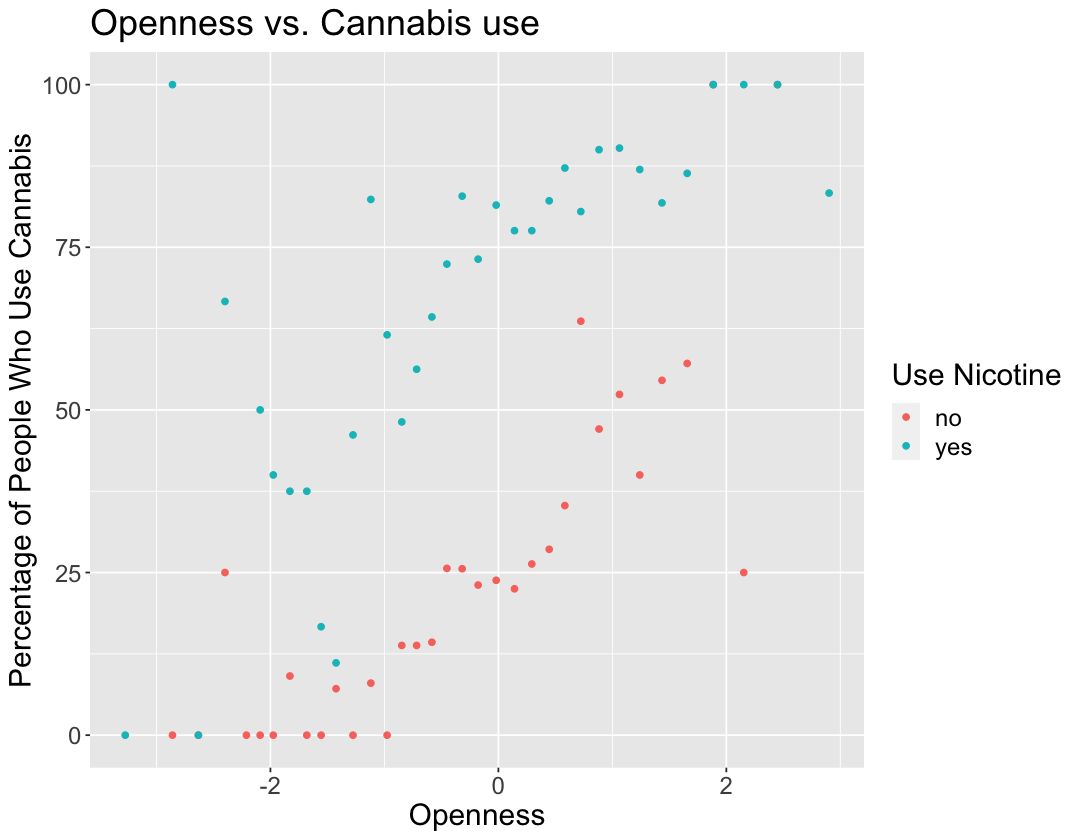 Openness vs. Cannabis use
Percentage of People Who Use Cannabis
100
75
50
25
0
-2
0
2
Openness
Use Nicotine
no
yes